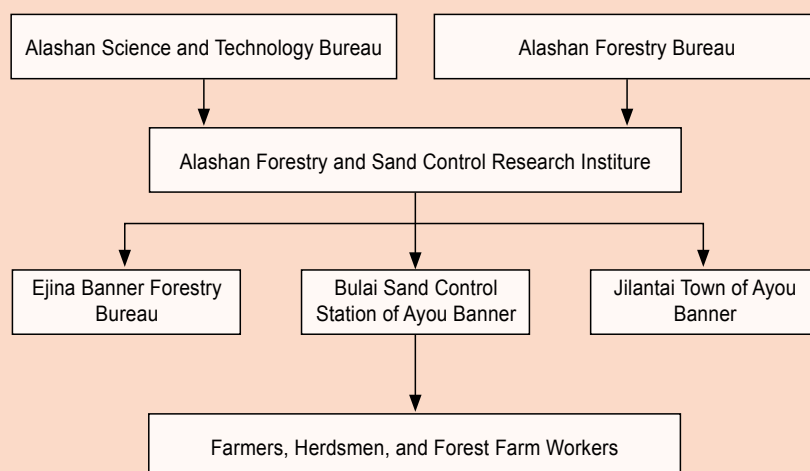 Alashan Science and Technology Bureau
Alashan Forestry Bureau
Alashan Forestry and Sand Control Research Institure
Ejina Banner Forestry
Bureau
Bulai Sand Control
Station of Ayou Banner
Jilantai Town of Ayou
Banner
Farmers, Herdsmen, and Forest Farm Workers